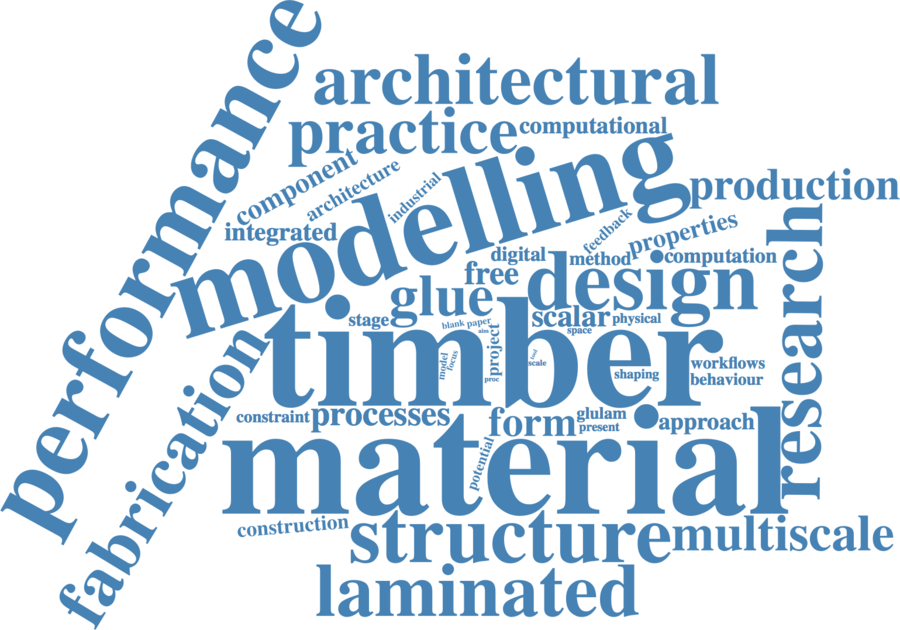 performance
architectural
practice
computational
component
architecture
industrial
modelling
production
integrated
feedback
properties
research
digital
method
computation
free
design
glue
stage
blank paper
aim
scalar
physical
space
timber
project
model
focus
scale
proc
shaping
workflows
behaviour
fabrication
constraint
processes
form
glulam
present
approach
material
potential
construction
structure
multiscale
laminated